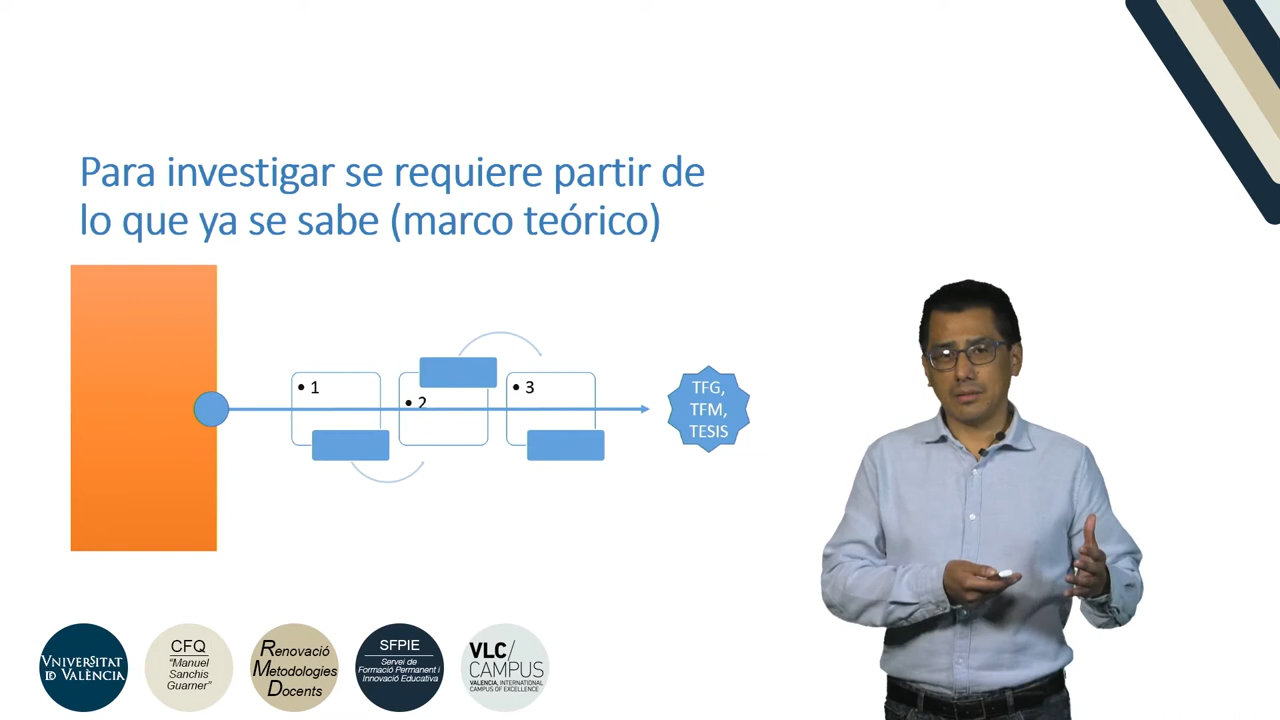 Para investigar se requiere partir de
lo que ya se sabe (marco teórico)
• 1
• 2
• 3
TFG,
TFM,
TESIS
VNIVERSITAT
ID VALÈNCIA
CFQ
"Manuel
Sanchis
Guarner"
Renovació
Metodologies
Docents
SFPIE
Servei de
Formació Permanent i
Innovació Educativa
VLC/
CAMPUS
VALENCIA, INTERNATIONAL
CAMPUS OF EXCELLENCE